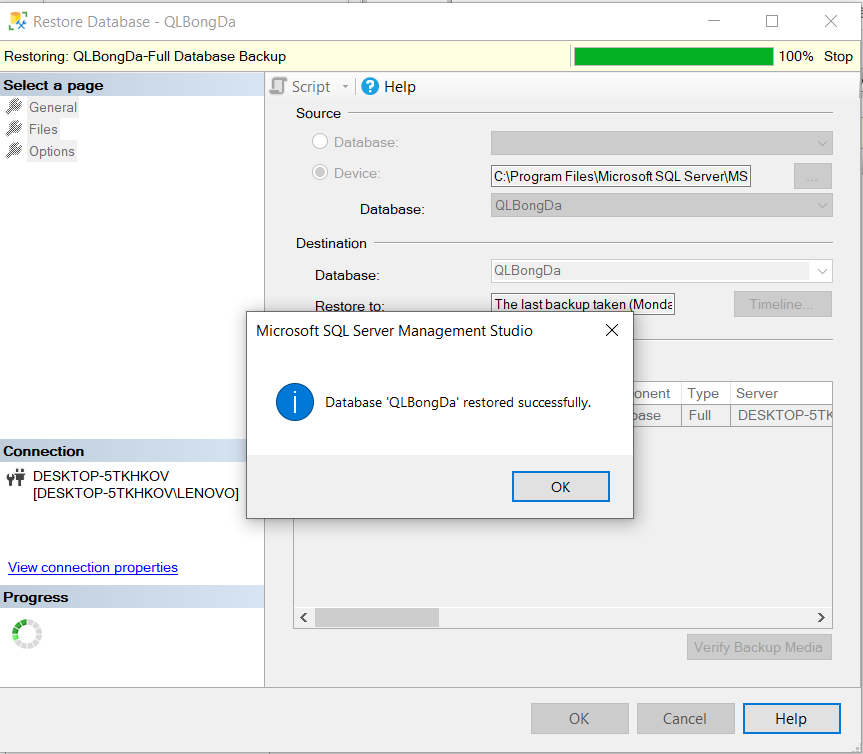 Restore Database - QLBongDa
Restoring: QLBongDa-Full Database Backup
100%
Stop
Select a page
General
Files
Options
Script
Help
Source
Database:
Device:
C:\Program Files\Microsoft SQL Server\MS
...
Database:
QLBongDa
Destination
Database:
QLBongDa
Restore to:
The last backup taken (Monda
Timeline...
Microsoft SQL Server Management Studio
Database 'QLBongDa' restored successfully.
OK
onent
Type
Server
base
Full
DESKTOP-5TK
Connection
DESKTOP-5TKHKOV
[DESKTOP-5TKHKOV\LENOVO]
View connection properties
Progress
Verify Backup Media
OK
Cancel
Help